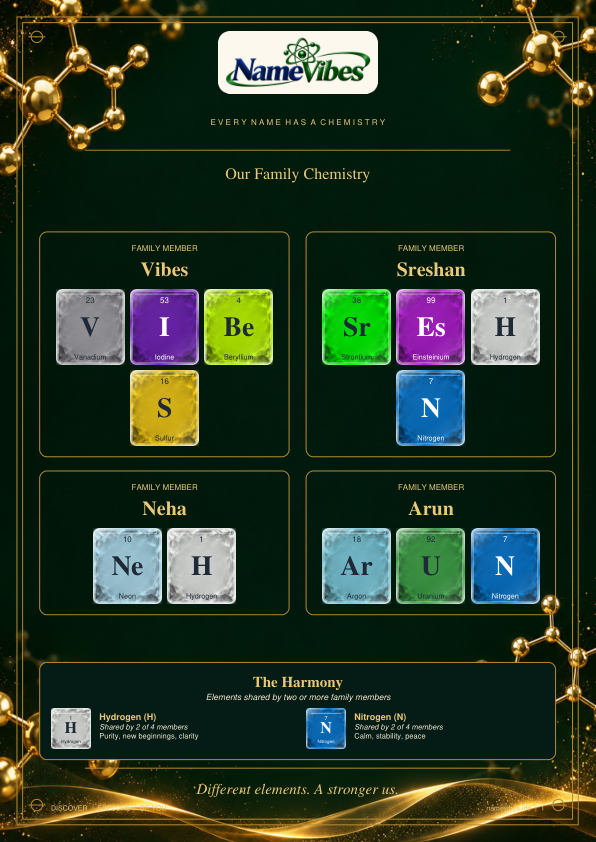 NameVibes
EVERY NAME HAS A CHEMISTRY
Our Family Chemistry
FAMILY MEMBER
Vibes
23
V
Vanadium
53
I
Iodine
4
Be
Beryllium
16
S
Sulfur
FAMILY MEMBER
Sreshan
38
Sr
Strontium
99
Es
Einsteinium
1
H
Hydrogen
7
N
Nitrogen
FAMILY MEMBER
Neha
10
Ne
Neon
1
H
Hydrogen
FAMILY MEMBER
Arun
18
Ar
Argon
92
U
Uranium
7
N
Nitrogen
The Harmony
Elements shared by two or more family members
1
H
Hydrogen
Hydrogen (H)
Shared by 2 of 4 members
Purity, new beginnings, clarity
7
N
Nitrogen
Nitrogen (N)
Shared by 2 of 4 members
Calm, stability, peace
Different elements. A stronger us.
DISCOVER